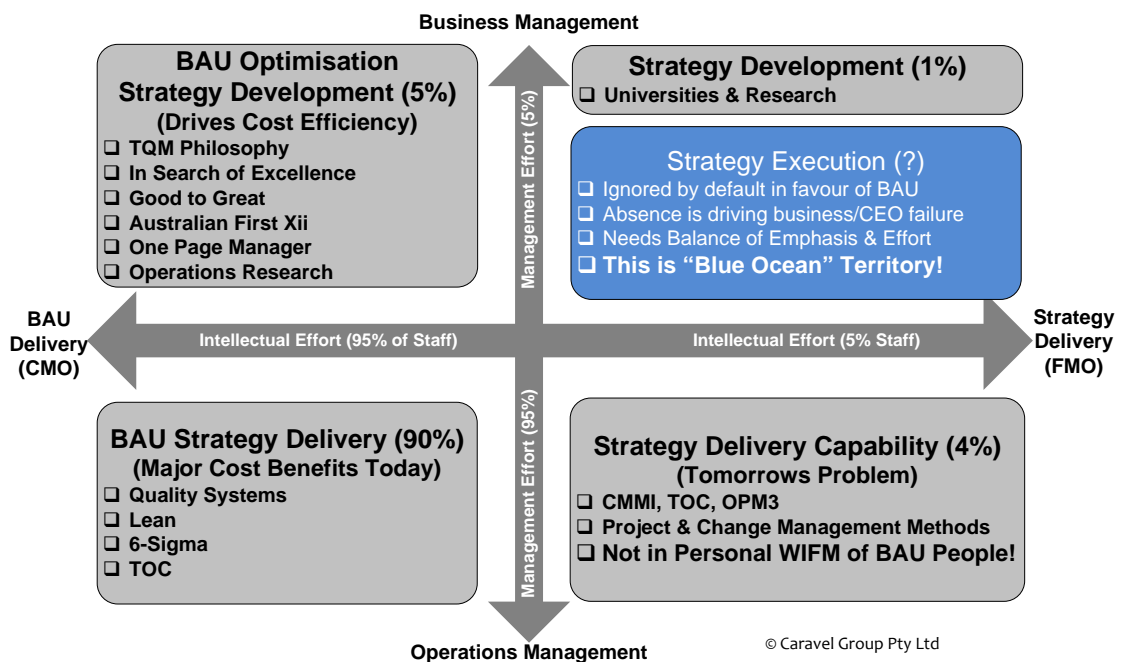 Business Management
BAU Optimisation
Strategy Development (5%)
(Drives Cost Efficiency)
❑ TQM Philosophy
❑ In Search of Excellence
❑ Good to Great
❑ Australian First Xii
❑ One Page Manager
❑ Operations Research
Management Effort (5%)
Strategy Development (1%)
❑ Universities & Research
Strategy Execution (?)
❑ Ignored by default in favour of BAU
❑ Absence is driving business/CEO failure
❑ Needs Balance of Emphasis & Effort
❑ This is “Blue Ocean” Territory!
BAU
Delivery
(CMO)
Intellectual Effort (95% of Staff)
Intellectual Effort (5% Staff)
Strategy
Delivery
(FMO)
BAU Strategy Delivery (90%)
(Major Cost Benefits Today)
❑ Quality Systems
❑ Lean
❑ 6-Sigma
❑ TOC
Management Effort (95%)
Strategy Delivery Capability (4%)
(Tomorrows Problem)
❑ CMMI, TOC, OPM3
❑ Project & Change Management Methods
❑ Not in Personal WIFM of BAU People!
Operations Management
© Caravel Group Pty Ltd